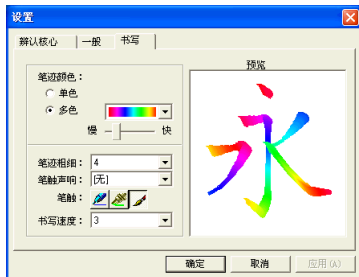 设置
辨认核心 一般 书写
笔迹颜色：
单色
多色
慢 快
笔迹粗细：4
笔触声响：[无]
笔触：
书写速度：3
预览
永
确定 取消 应用(A)